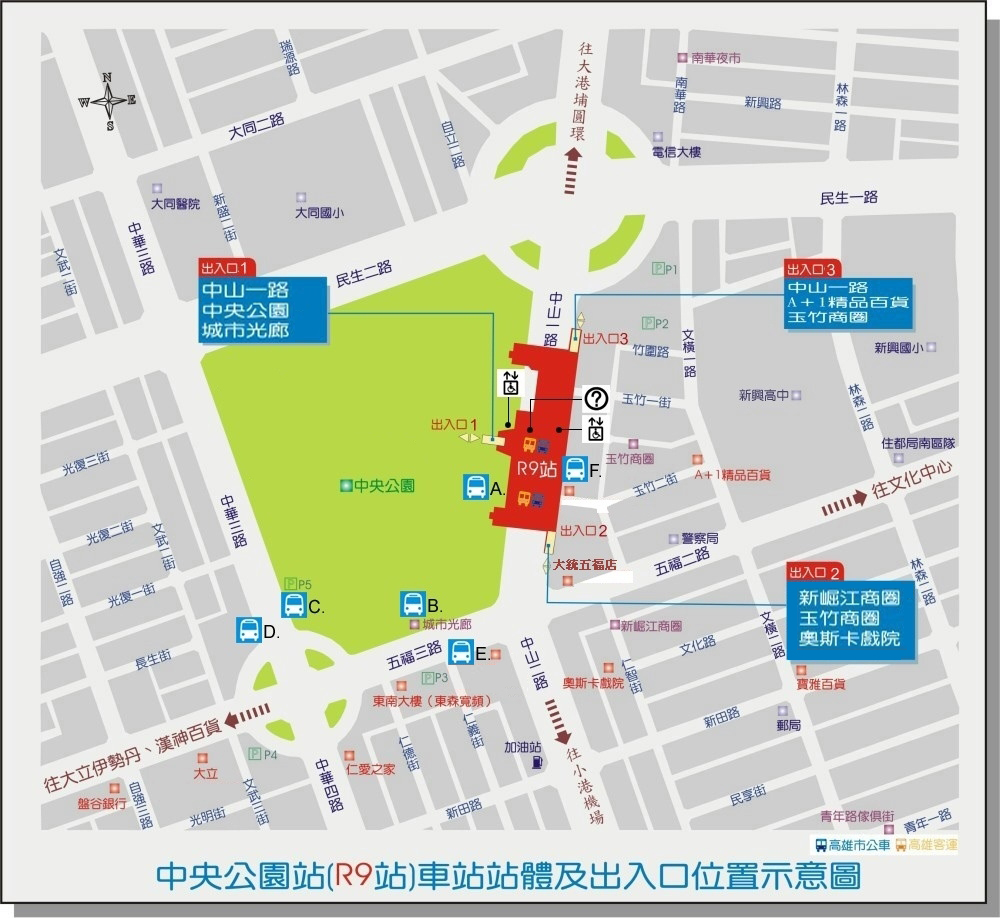 N
W E
S
瑞源路
大同二路
自立二路
往大港埔圓環
南華夜市
南華路
新興路
林森一路
電信大樓
大同醫院
新盛二街
大同國小
民生一路
文武二街
中華三路
民生二路
出入口1
中山一路
中央公園
城市光廊
P P1
出入口3
中山一路
A+1精品百貨
玉竹商圈
中山一路
P P2
文橫一路
出入口3
竹圍路
新興國小
玉竹一街
新興高中
林森二路
出入口1
?
住都局南區隊
玉竹商圈
光復三街
R9站
F.
A+1精品百貨
往文化中心
中央公園
A.
玉竹二街
中華三路
光復二街
文武二街
出入口2
警察局
五福二路
自強二路
大統五福店
林森二路
光復一街
P P5
出入口2
新崛江商圈
玉竹商圈
奧斯卡戲院
C.
B.
D.
城市光廊
新崛江商圈
文橫二路
長生街
五福三路
E.
中山二路
文化路
P P3
奧斯卡戲院
仁智街
寶雅百貨
東南大樓(東森寬頻)
往大立伊勢丹、漢神百貨
仁義街
新田路
郵局
P P4
仁德街
加油站
大立
仁愛之家
往小港機場
中華四路
盤谷銀行
自強三路
文武三街
光明街
新田路
民享街
青年路傢俱街
青年一路
高雄市公車
高雄客運
中央公園站(R9站)車站站體及出入口位置示意圖